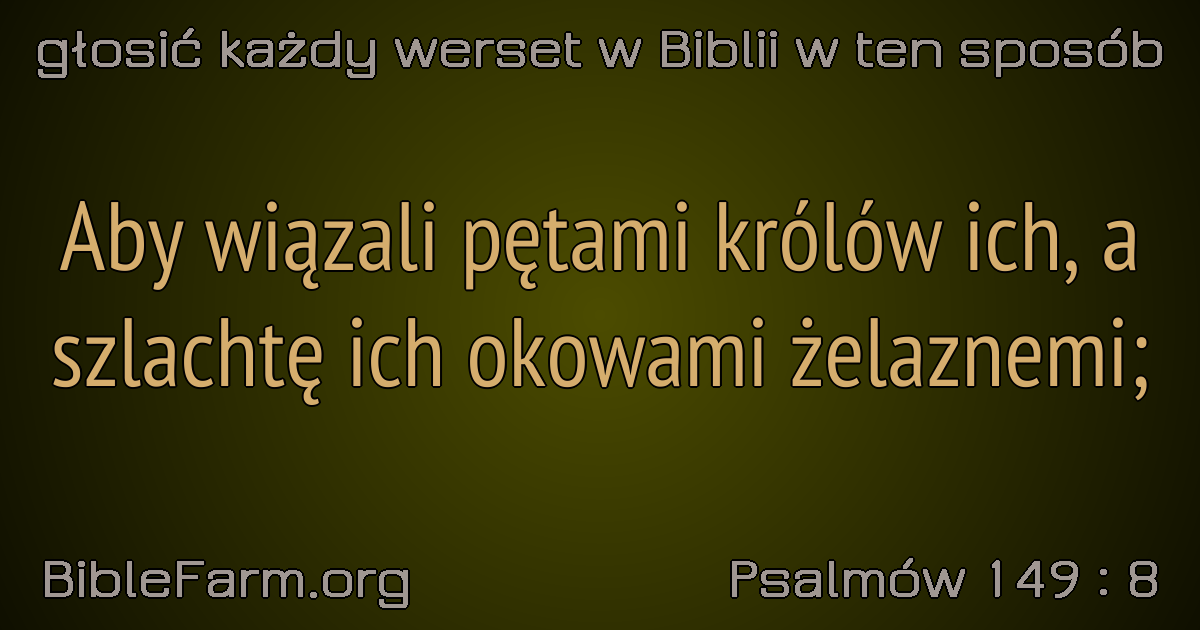 głosić każdy werset w Biblii w ten sposób
Aby wiązali pętami królów ich, a
szlachtę ich okowami żelaznemi;
BibleFarm.org
Psalmów 149 : 8